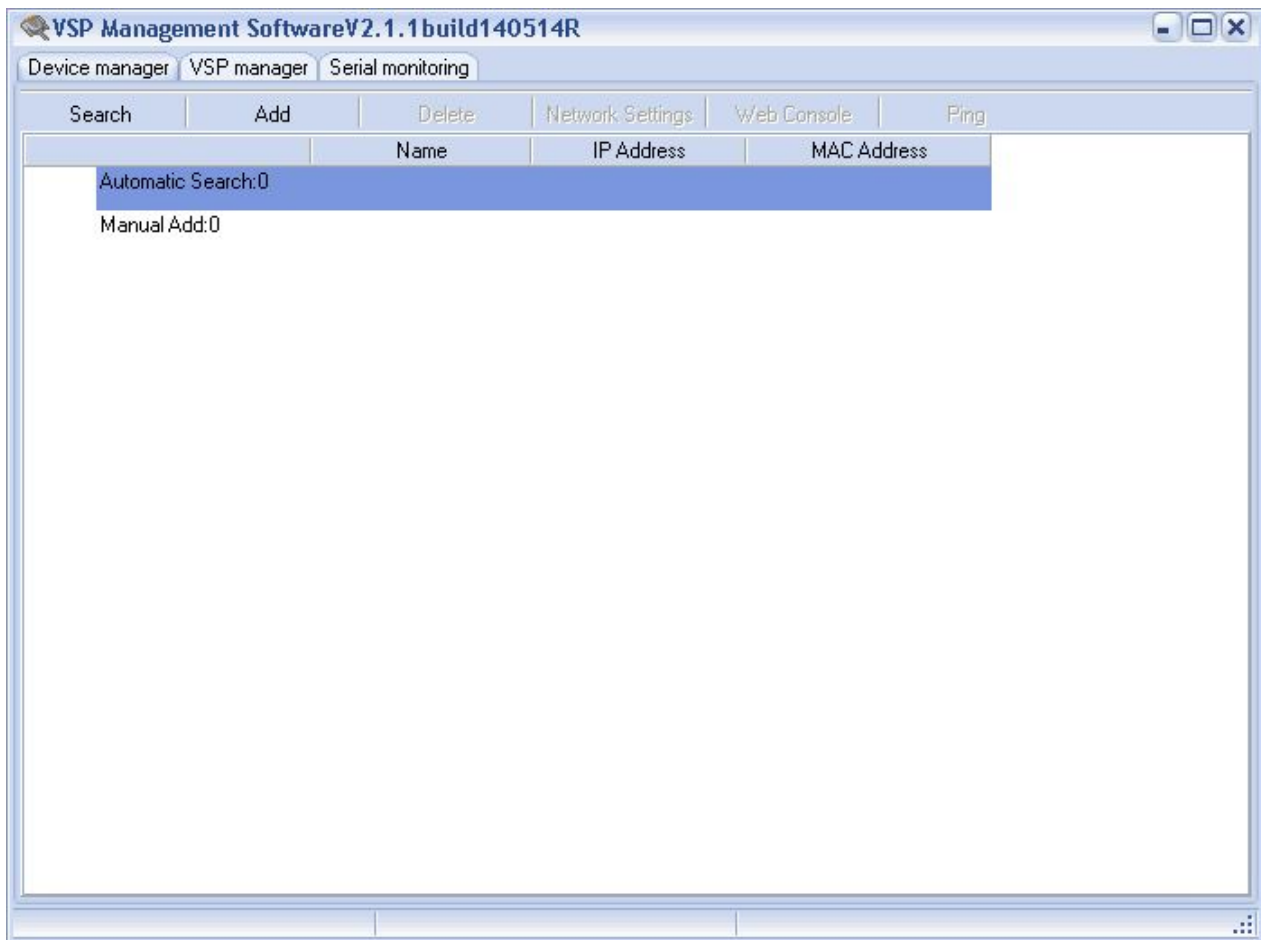 VSP Management SoftwareV2.1.1build140514R
Device manager VSP manager Serial monitoring
Search Add Delete Network Settings Web Console Ping
Name IP Address MAC Address
Automatic Search:0
Manual Add:0